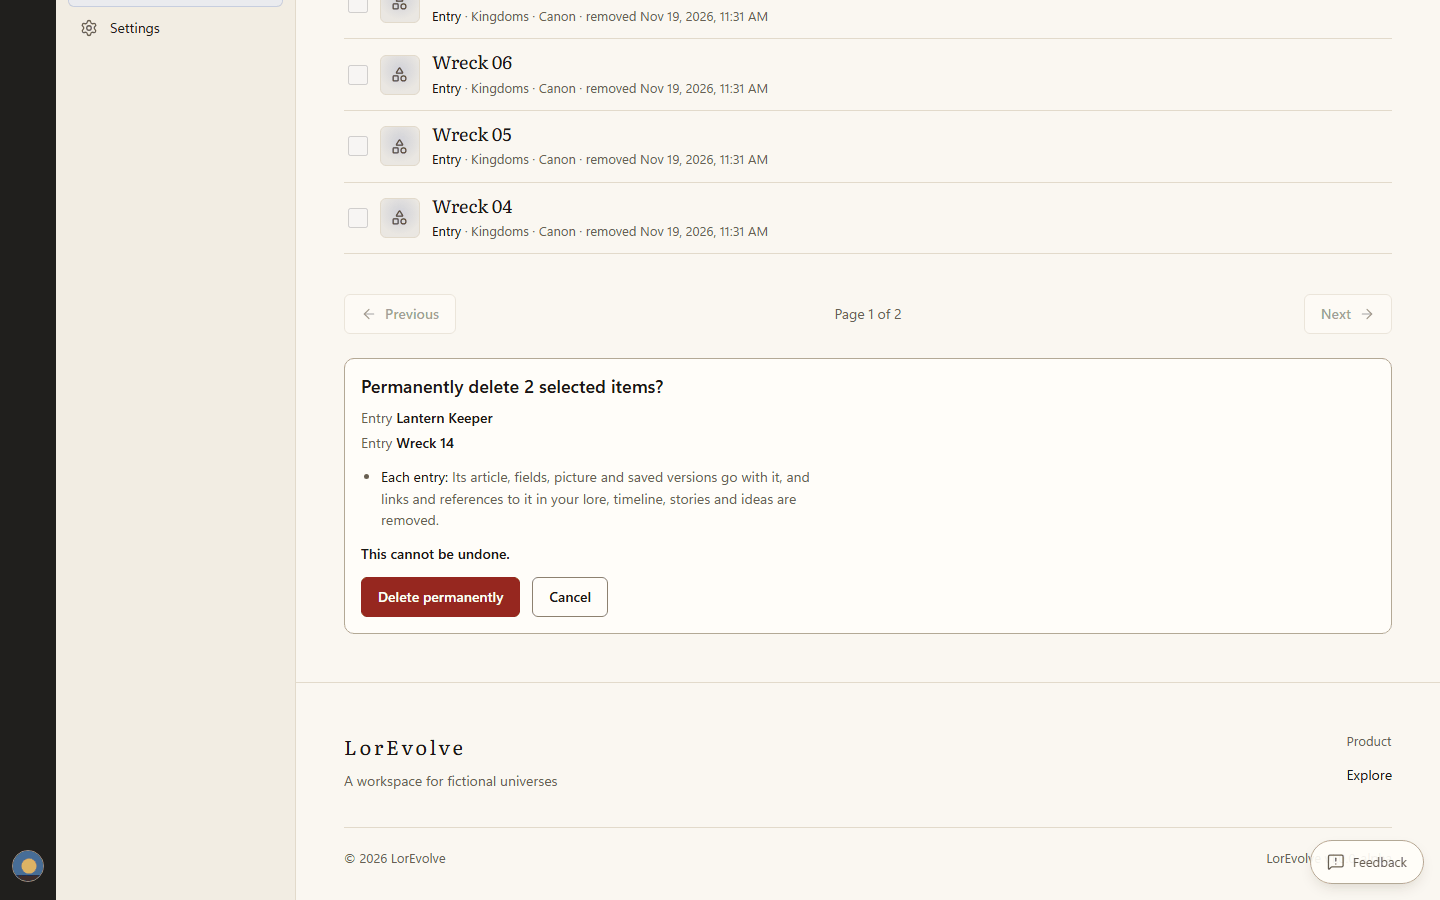 Settings
Entry · Kingdoms · Canon · removed Nov 19, 2026, 11:31 AM
Wreck 06
Entry · Kingdoms · Canon · removed Nov 19, 2026, 11:31 AM
Wreck 05
Entry · Kingdoms · Canon · removed Nov 19, 2026, 11:31 AM
Wreck 04
Entry · Kingdoms · Canon · removed Nov 19, 2026, 11:31 AM
Previous
Page 1 of 2
Next
Permanently delete 2 selected items?
Entry Lantern Keeper
Entry Wreck 14
• Each entry: Its article, fields, picture and saved versions go with it, and
links and references to it in your lore, timeline, stories and ideas are
removed.
This cannot be undone.
Delete permanently
Cancel
LorEvolve
A workspace for fictional universes
Product
Explore
© 2026 LorEvolve
Feedback